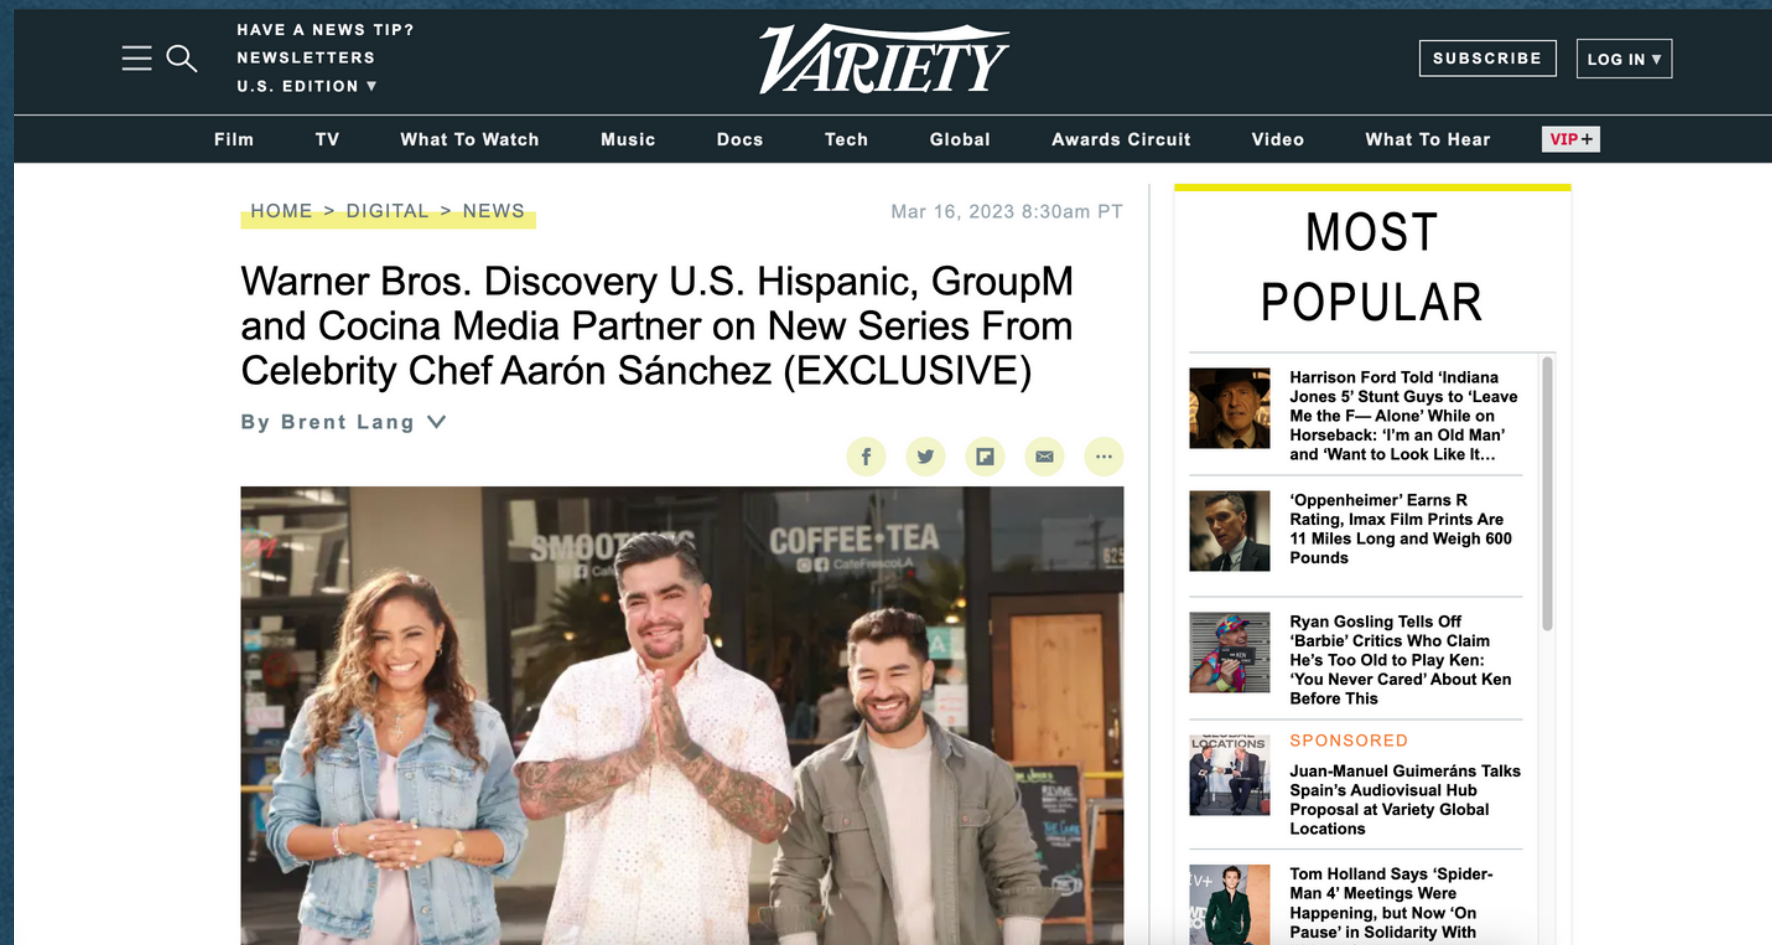 HAVE A NEWS TIP?
NEWSLETTERS
U.S. EDITION ▼
VARIETY
SUBSCRIBE
LOG IN ▼
Film TV What To Watch Music Docs Tech Global Awards Circuit Video What To Hear VIP+
HOME > DIGITAL > NEWS
Mar 16, 2023 8:30am PT
Warner Bros. Discovery U.S. Hispanic, GroupM
and Cocina Media Partner on New Series From
Celebrity Chef Aarón Sánchez (EXCLUSIVE)
By Brent Lang
COFFEE•TEA
CafeFrescoLA
625
A
REVIVE
MOST
POPULAR
Harrison Ford Told ‘Indiana
Jones 5’ Stunt Guys to ‘Leave
Me the F— Alone’ While on
Horseback: ‘I’m an Old Man’
and ‘Want to Look Like It…
‘Oppenheimer’ Earns R
Rating, Imax Film Prints Are
11 Miles Long and Weigh 600
Pounds
Ryan Gosling Tells Off
‘Barbie’ Critics Who Claim
He’s Too Old to Play Ken:
‘You Never Cared’ About Ken
Before This
LOCATIONS
SPONSORED
Juan-Manuel Guimeráns Talks
Spain’s Audiovisual Hub
Proposal at Variety Global
Locations
Tom Holland Says ‘Spider-
Man 4’ Meetings Were
Happening, but Now ‘On
Pause’ in Solidarity With